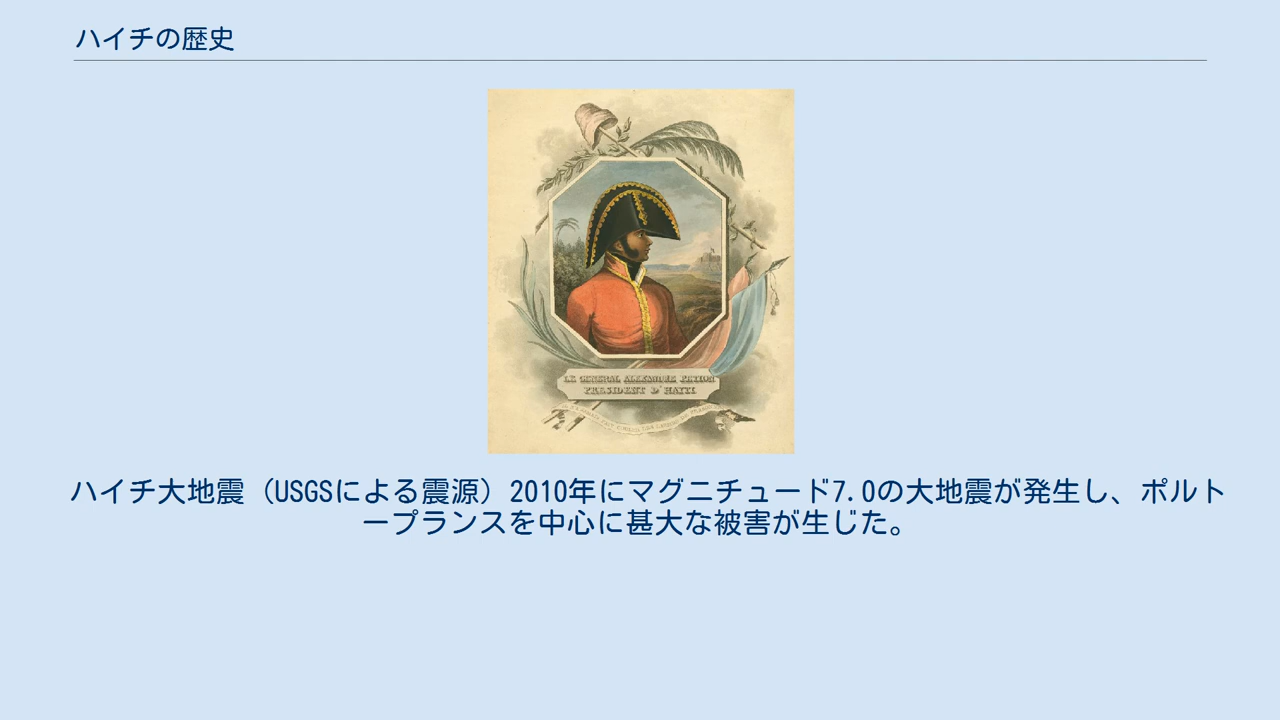 ハイチの歴史
LE GENERAL ALLEXANDRE PETION
PRESIDENT D'HAYTI.
ハイチ大地震（USGSによる震源）2010年にマグニチュード7.0の大地震が発生し、ポルト
ープランスを中心に甚大な被害が生じた。